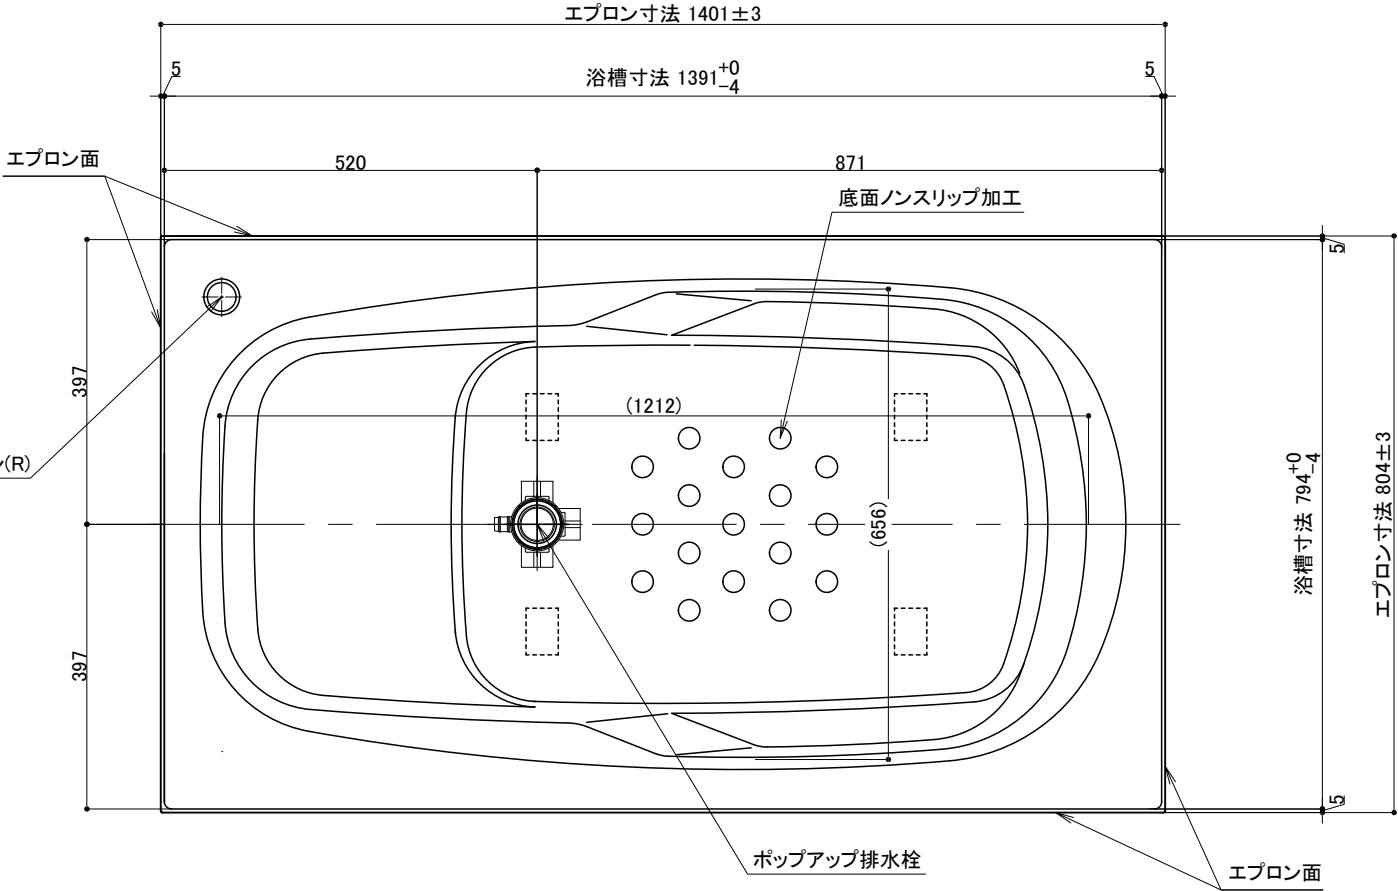 エプロン寸法 1401±3
5
浴槽寸法 1391 +0 -4
5
エプロン面
520
871
底面ノンスリップ加工
5
397
(1212)
ン(R)
(656)
浴槽寸法 794 +0 -4
エプロン寸法 804±3
397
5
ポップアップ排水栓
エプロン面